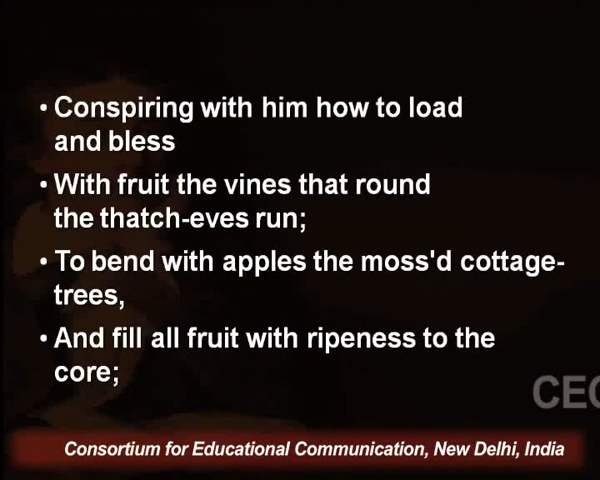 • Conspiring with him how to load
and bless
• With fruit the vines that round
the thatch-eves run;
• To bend with apples the moss'd cottage-
trees,
• And fill all fruit with ripeness to the
core;
CEC
Consortium for Educational Communication, New Delhi, India